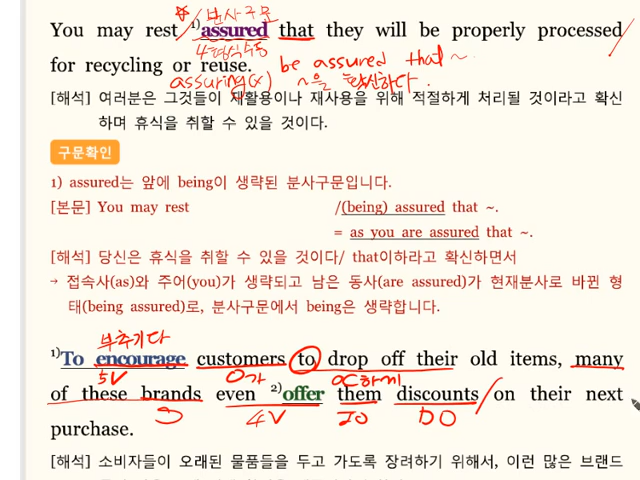 ☆ / 분사구문
You may rest / 1)assured that they will be properly processed /
4형식수동
for recycling or reuse. be assured that ~
assuring(x) ~을 확신하다.
[해석] 여러분은 그것들이 재활용이나 재사용을 위해 적절하게 처리될 것이라고 확신
하며 휴식을 취할 수 있을 것이다.
구문확인
1) assured는 앞에 being이 생략된 분사구문입니다.
[본문] You may rest /(being) assured that ~.
= as you are assured that ~.
[해석] 당신은 휴식을 취할 수 있을 것이다/ that이하라고 확신하면서
→ 접속사(as)와 주어(you)가 생략되고 남은 동사(are assured)가 현재분사로 바뀐 형
태(being assured)로, 분사구문에서 being은 생략합니다.
부추기다
1)To encourage customers to drop off their old items, many
5V O가 OC하게
of these brands even 2)offer them discounts / on their next
S 4V IO DO
purchase.
[해석] 소비자들이 오래된 물품들을 두고 가도록 장려하기 위해서, 이런 많은 브랜드